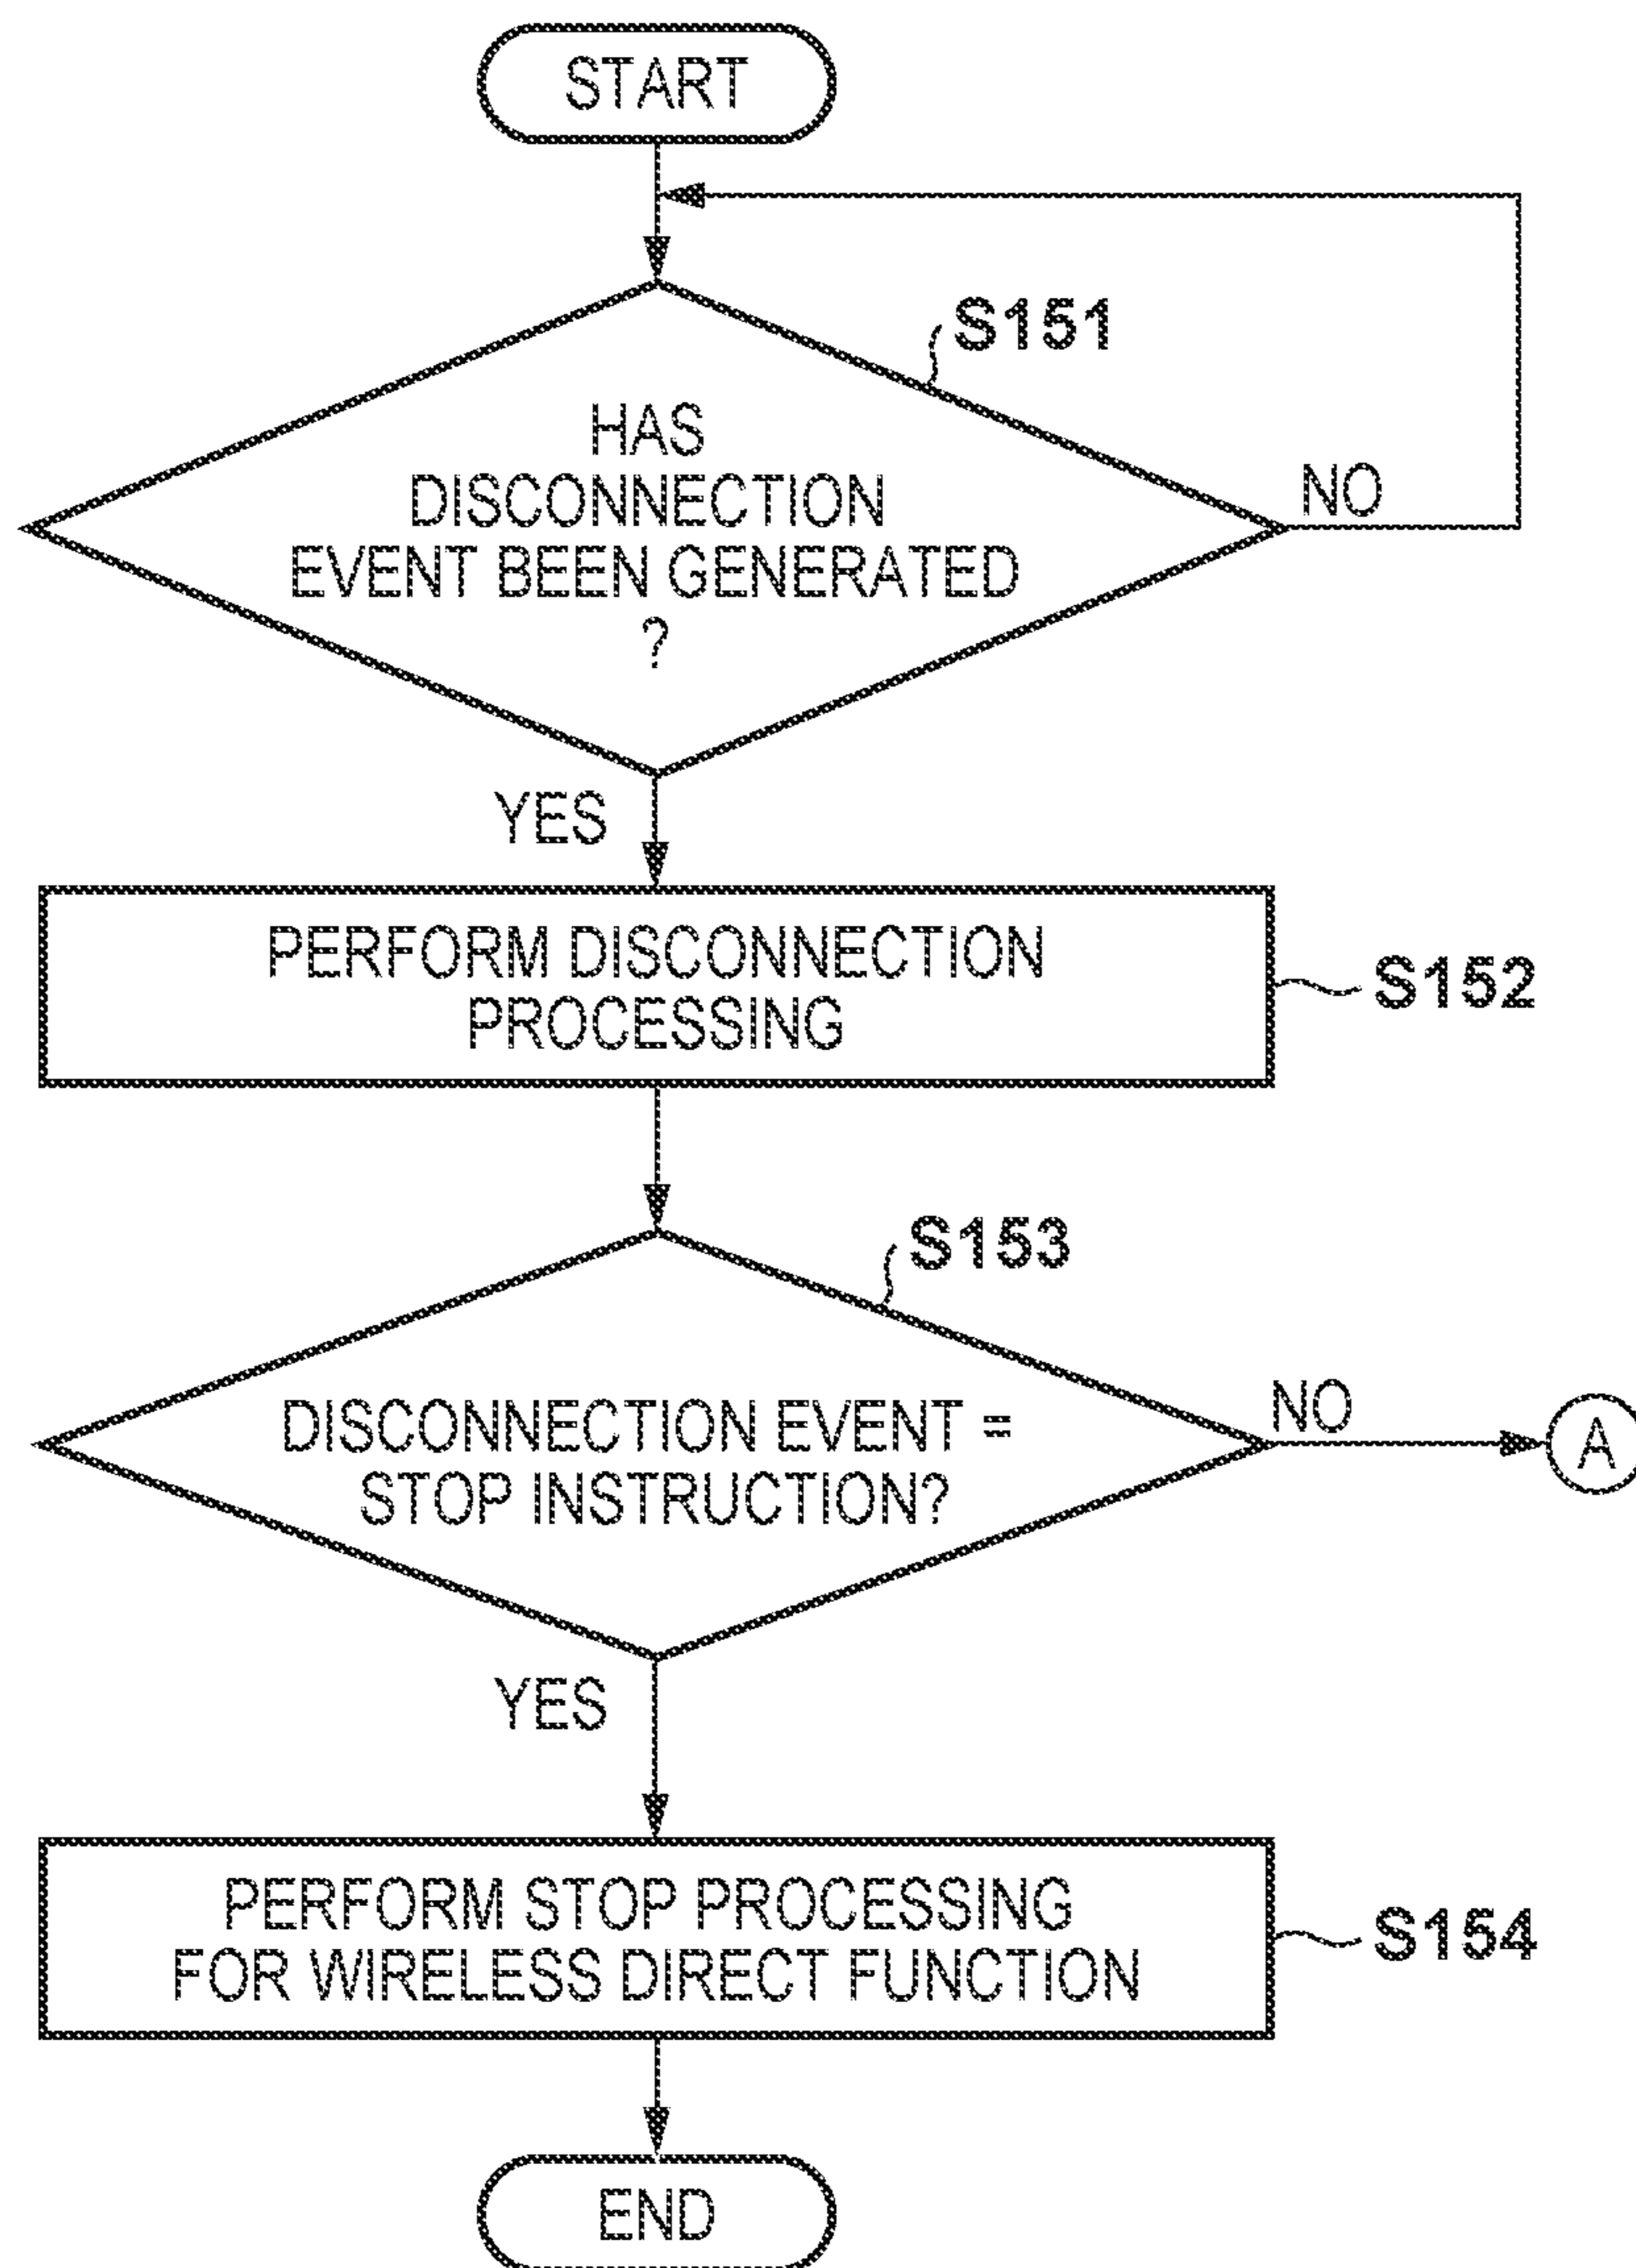 START
S151
HAS
DISCONNECTION
EVENT BEEN GENERATED
?
NO
YES
PERFORM DISCONNECTION
PROCESSING
S152
S153
DISCONNECTION EVENT =
STOP INSTRUCTION?
NO
A
YES
PERFORM STOP PROCESSING
FOR WIRELESS DIRECT FUNCTION
S154
END